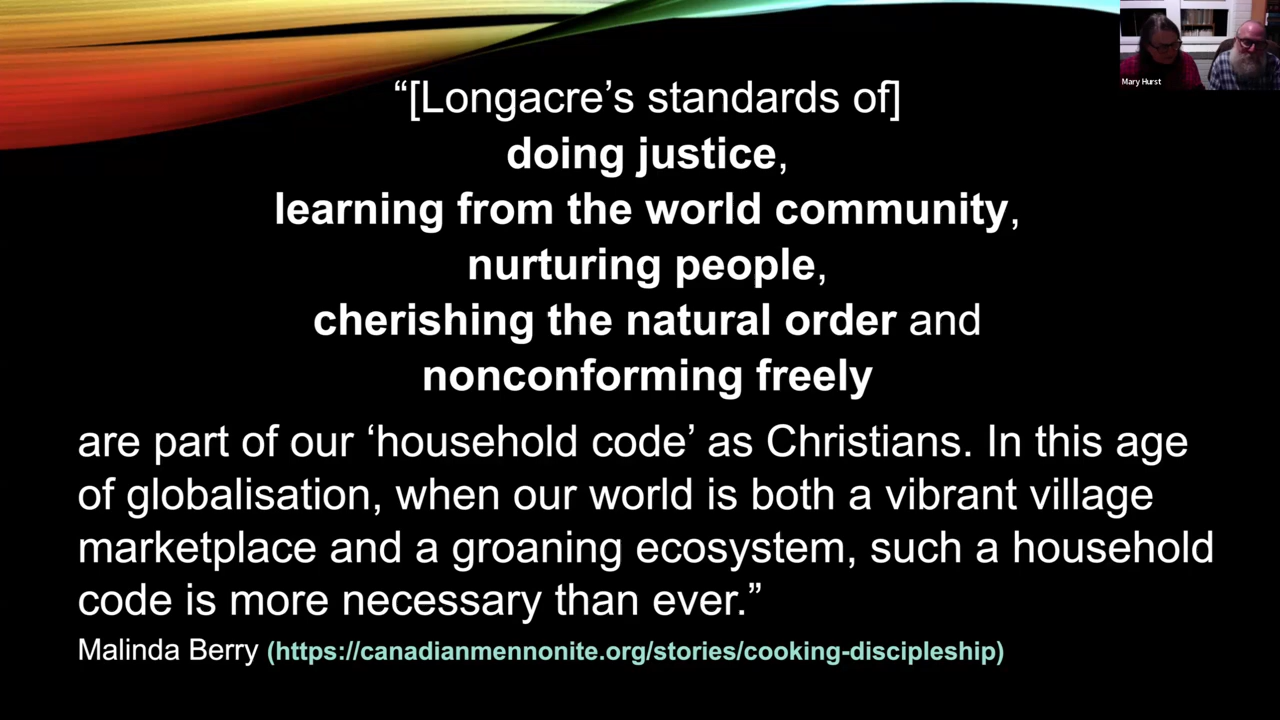 “[Longacre’s standards of]
doing justice,
learning from the world community,
nurturing people,
cherishing the natural order and
nonconforming freely
are part of our ‘household code’ as Christians. In this age
of globalisation, when our world is both a vibrant village
marketplace and a groaning ecosystem, such a household
code is more necessary than ever.”
Malinda Berry (https://canadianmennonite.org/stories/cooking-discipleship)
Mary Hurst